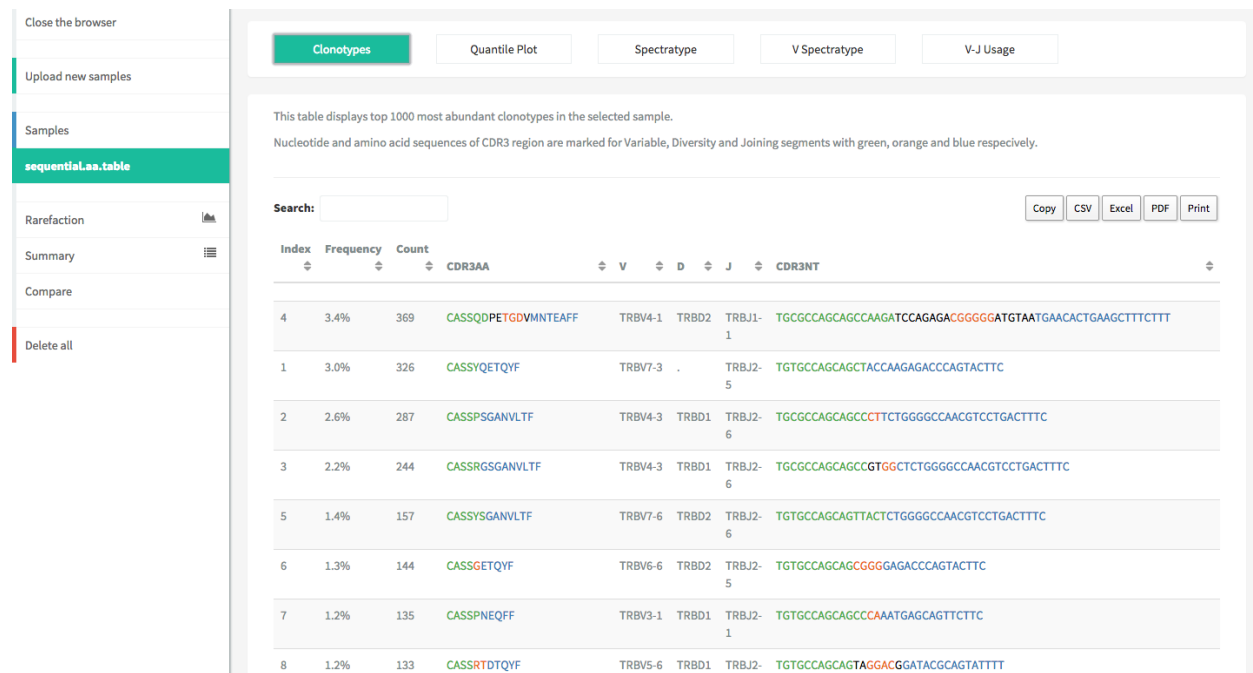 Close the browser
Upload new samples
Samples
sequential.aa.table
Rarefaction
Summary
Compare
Delete all
Clonotypes Quantile Plot Spectratype V Spectratype V-J Usage
This table displays top 1000 most abundant clonotypes in the selected sample.
Nucleotide and amino acid sequences of CDR3 region are marked for Variable, Diversity and Joining segments with green, orange and blue respecively.
Search: Copy CSV Excel PDF Print
Index Frequency Count CDR3AA V D J CDR3NT
4 3.4% 369 CASSQDPETGDVMNTEAFF TRBV4-1 TRBD2 TRBJ1- TGCGCCAGCAGCCAAGATCCAGAGACGGGGGATGTAATGAACACTGAAGCTTTCTTT
1
1 3.0% 326 CASSYQETQYF TRBV7-3 . TRBJ2- TGTGCCAGCAGCTACCAAGAGACCCAGTACTTC
5
2 2.6% 287 CASSPSGANVLTF TRBV4-3 TRBD1 TRBJ2- TGCGCCAGCAGCCCTTCTGGGGCCAACGTCCTGACTTTC
6
3 2.2% 244 CASSRGSGANVLTF TRBV4-3 TRBD1 TRBJ2- TGCGCCAGCAGCCGTGGCTCTGGGGCCAACGTCCTGACTTTC
6
5 1.4% 157 CASSYSGANVLTF TRBV7-6 TRBD2 TRBJ2- TGTGCCAGCAGTTACTCTGGGGCCAACGTCCTGACTTTC
6
6 1.3% 144 CASSGETQYF TRBV6-6 TRBD2 TRBJ2- TGTGCCAGCAGCGGGGAGACCCAGTACTTC
5
7 1.2% 135 CASSPNEQFF TRBV3-1 TRBD1 TRBJ2- TGTGCCAGCAGCCCAAATGAGCAGTTCTTC
1
8 1.2% 133 CASSRTDTQYF TRBV5-6 TRBD1 TRBJ2- TGTGCCAGCAGTAGGACGGATACGCAGTATTTT